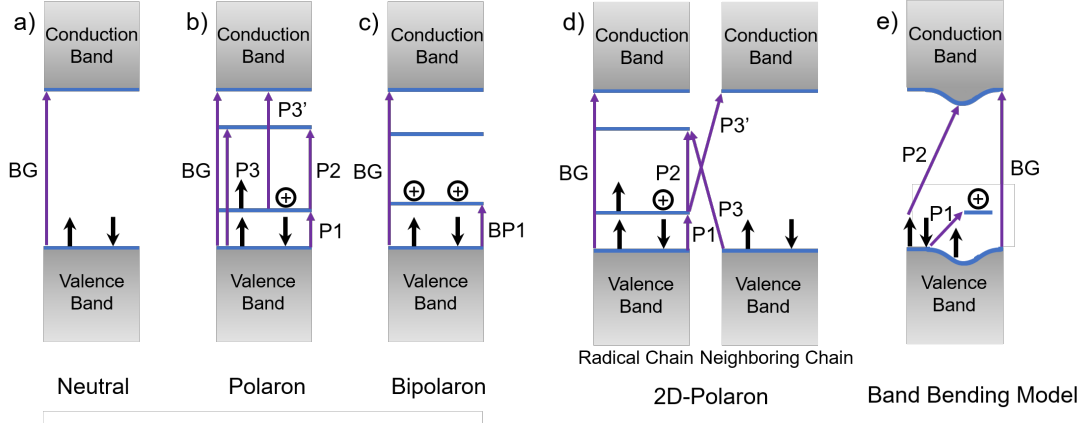 a)
Conduction
Band
BG
Valence
Band
Neutral
b)
Conduction
Band
P3’
BG
P3
+
P2
P1
Valence
Band
Polaron
c)
Conduction
Band
BG
+ +
BP1
Valence
Band
Bipolaron
d)
Conduction
Band
Conduction
Band
P3’
BG
P2
+
P3
P1
Valence
Band
Valence
Band
Radical Chain
Neighboring Chain
2D-Polaron
e)
Conduction
Band
P2
BG
+
P1
Valence
Band
Band Bending Model